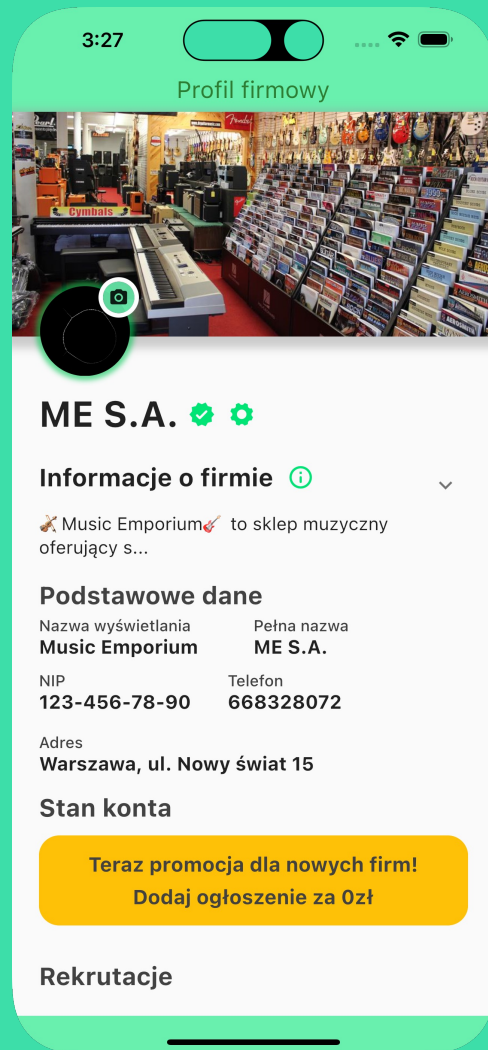 3:27
Profil firmowy
Fender
Cymbals
ME S.A.
Informacje o firmie
🎻Music Emporium🎸 to sklep muzyczny
oferujący s...
Podstawowe dane
Nazwa wyświetlania Pełna nazwa
Music Emporium ME S.A.
NIP Telefon
123-456-78-90 668328072
Adres
Warszawa, ul. Nowy świat 15
Stan konta
Teraz promocja dla nowych firm!
Dodaj ogłoszenie za 0zł
Rekrutacje